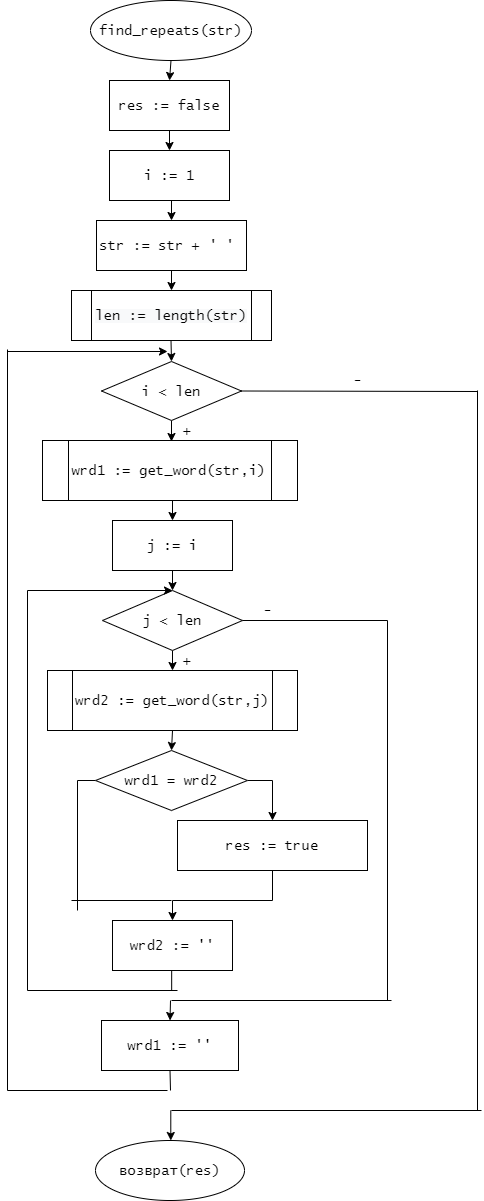 find_repeats(str)
res := false
i := 1
str := str + ' '
len := length(str)
i < len
-
+
wrd1 := get_word(str,i)
j := i
j < len
-
+
wrd2 := get_word(str,j)
wrd1 = wrd2
res := true
wrd2 := ''
wrd1 := ''
возврат(res)